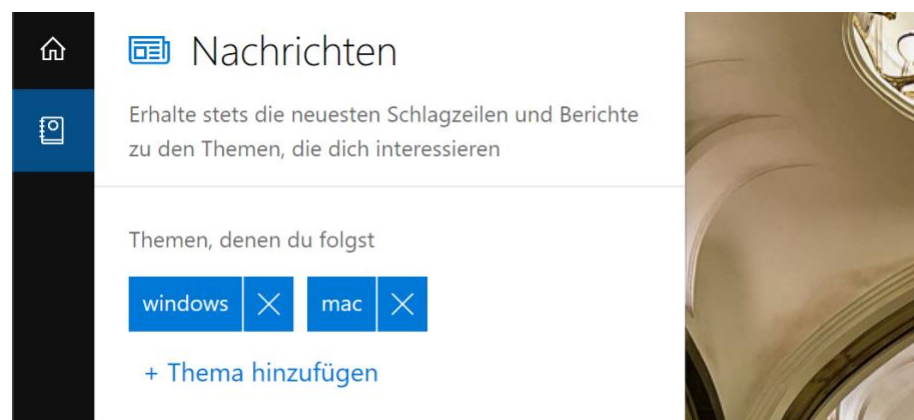 Nachrichten
Erhalte stets die neuesten Schlagzeilen und Berichte
zu den Themen, die dich interessieren
Themen, denen du folgst
windows mac
+ Thema hinzufügen